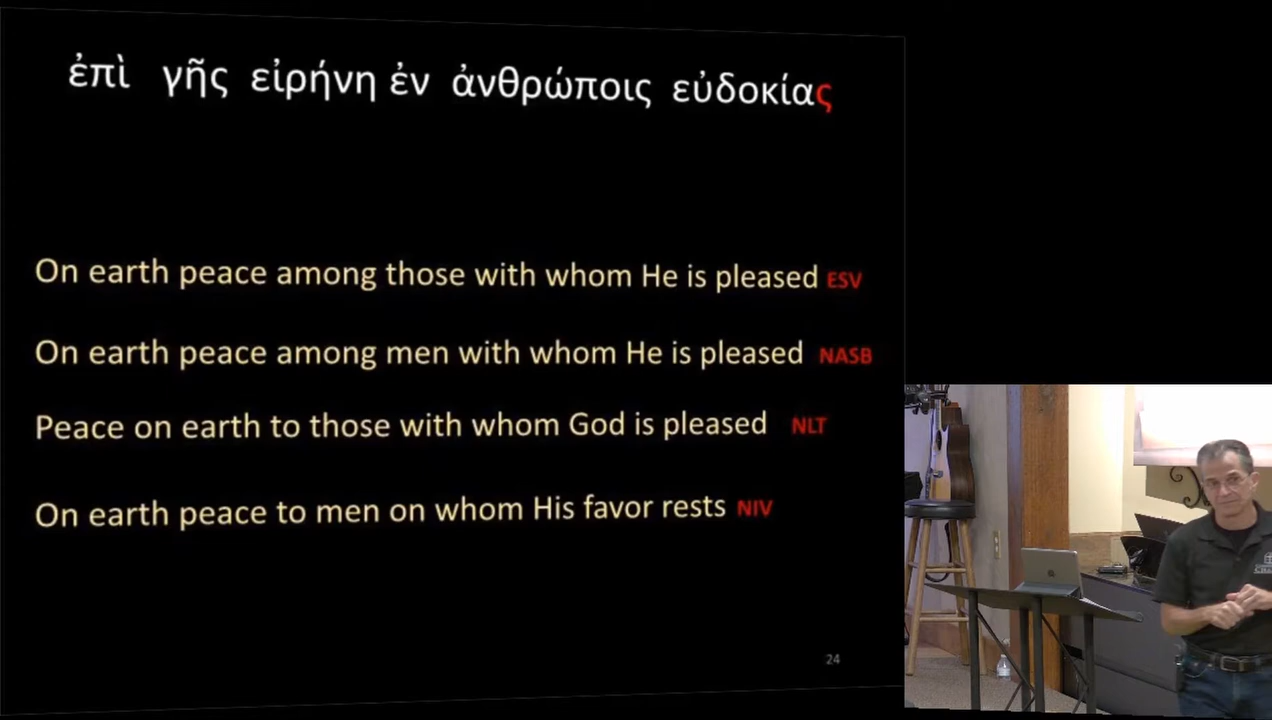 ἐπὶ γῆς εἰρήνη ἐν ἀνθρώποις εὐδοκίας
On earth peace among those with whom He is pleased ESV
On earth peace among men with whom He is pleased NASB
Peace on earth to those with whom God is pleased NLT
On earth peace to men on whom His favor rests NIV
24